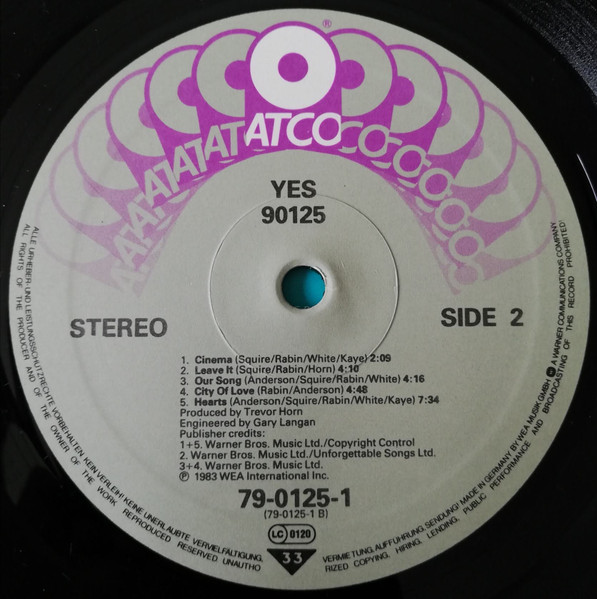 ®
ATCO
YES
90125
STEREO
SIDE 2
1. Cinema (Squire/Rabin/White/Kaye) 2:09
2. Leave It (Squire/Rabin/Horn) 4:10
3. Our Song (Anderson/Squire/Rabin/White) 4:16
4. City Of Love (Rabin/Anderson) 4:48
5. Hearts (Anderson/Squire/Rabin/White/Kaye) 7:34
Produced by Trevor Horn
Engineered by Gary Langan
Publisher credits:
1+5. Warner Bros. Music Ltd./Copyright Control
2. Warner Bros. Music Ltd./Unforgettable Songs Ltd.
3+4. Warner Bros. Music Ltd.
℗ 1983 WEA International Inc.
79-0125-1
(79-0125-1 B)
LC 0120
33
ALLE URHEBER- UND LEISTUNGSSCHUTZRECHTE VORBEHALTEN. KEIN VERLEIH! KEINE UNERLAUBTE VERVIELFÄLTIGUNG, VERMIETUNG, AUFFÜHRUNG, SENDUNG! MADE IN GERMANY BY WEA MUSIK GMBH. A WARNER COMMUNICATIONS COMPANY
ALL RIGHTS OF THE PRODUCER AND OF THE OWNER OF THE WORK REPRODUCED RESERVED UNAUTHORIZED COPYING, HIRING, LENDING, PUBLIC PERFORMANCE AND BROADCASTING OF THIS RECORD PROHIBITED!